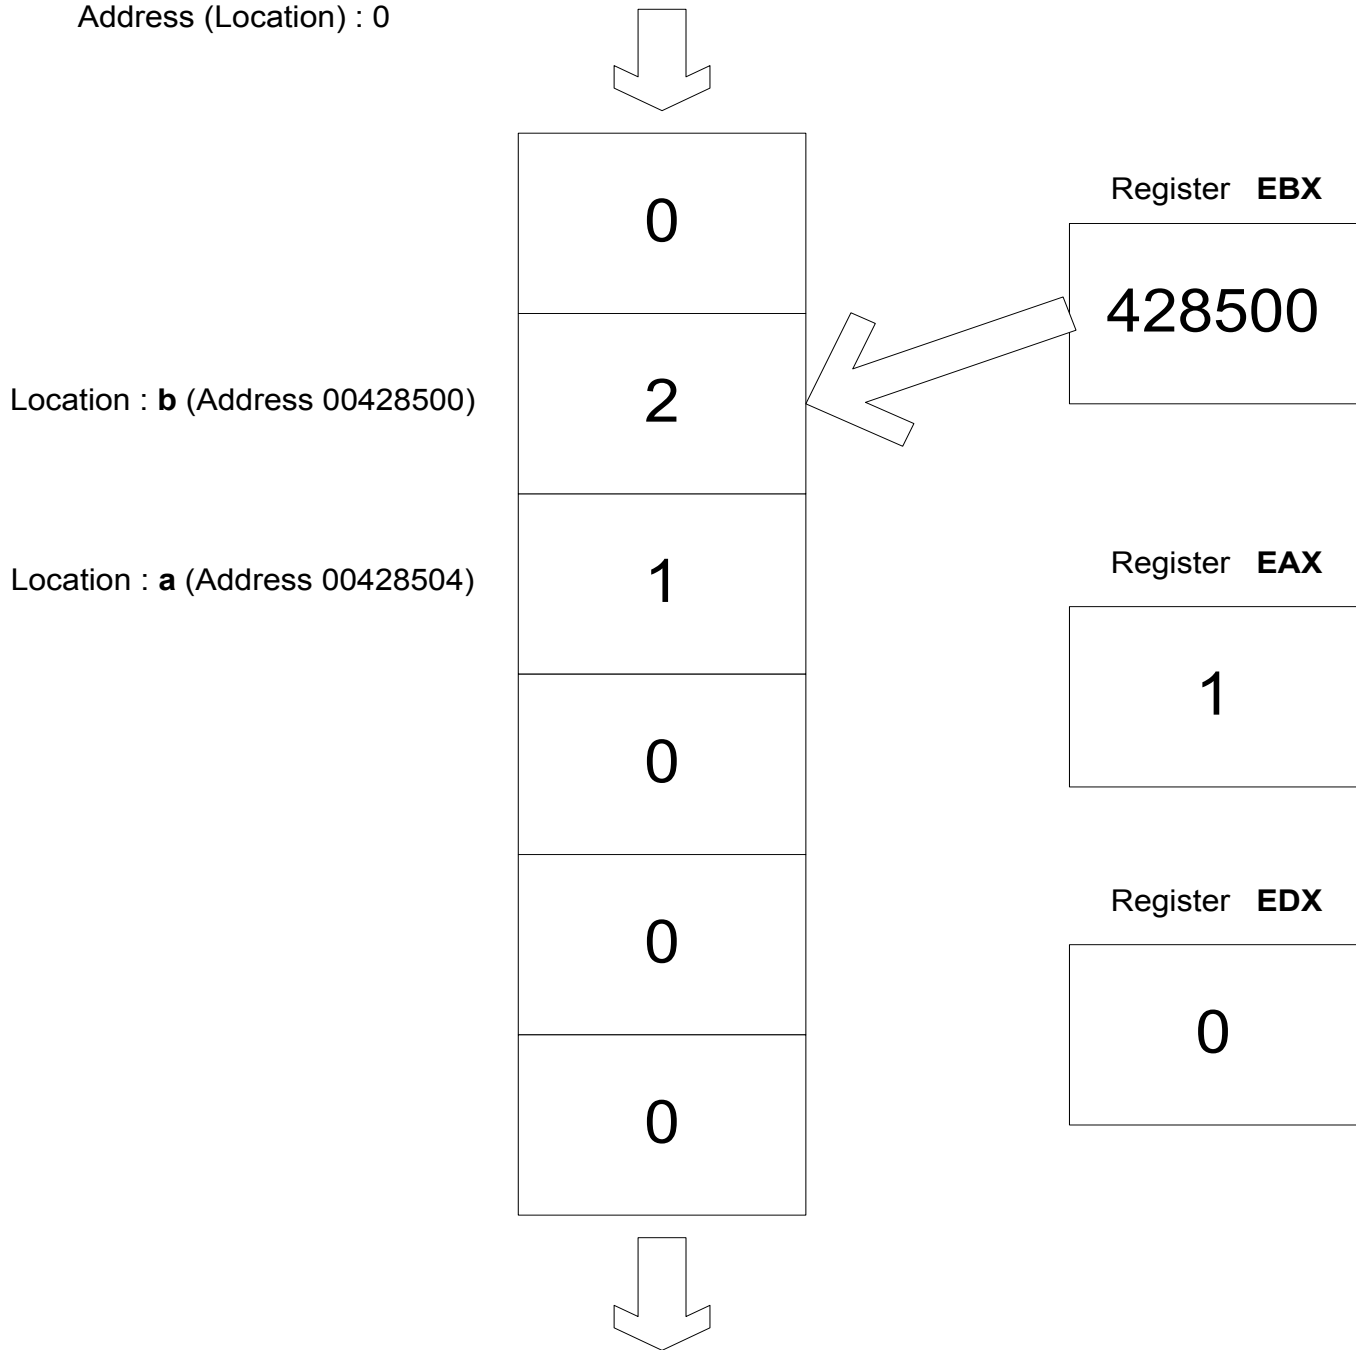 Address (Location) : 0
0
Register EBX
428500
Location : b (Address 00428500)
2
Location : a (Address 00428504)
1
Register EAX
1
0
Register EDX
0
0
0